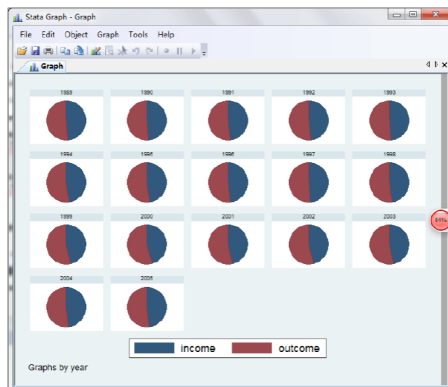 Stata Graph - Graph
File Edit Object Graph Tools Help
Graph
1989 1990 1991 1992 1993
1994 1995 1996 1997 1998
1999 2000 2001 2002 2003
2004 2005
income outcome
Graphs by year